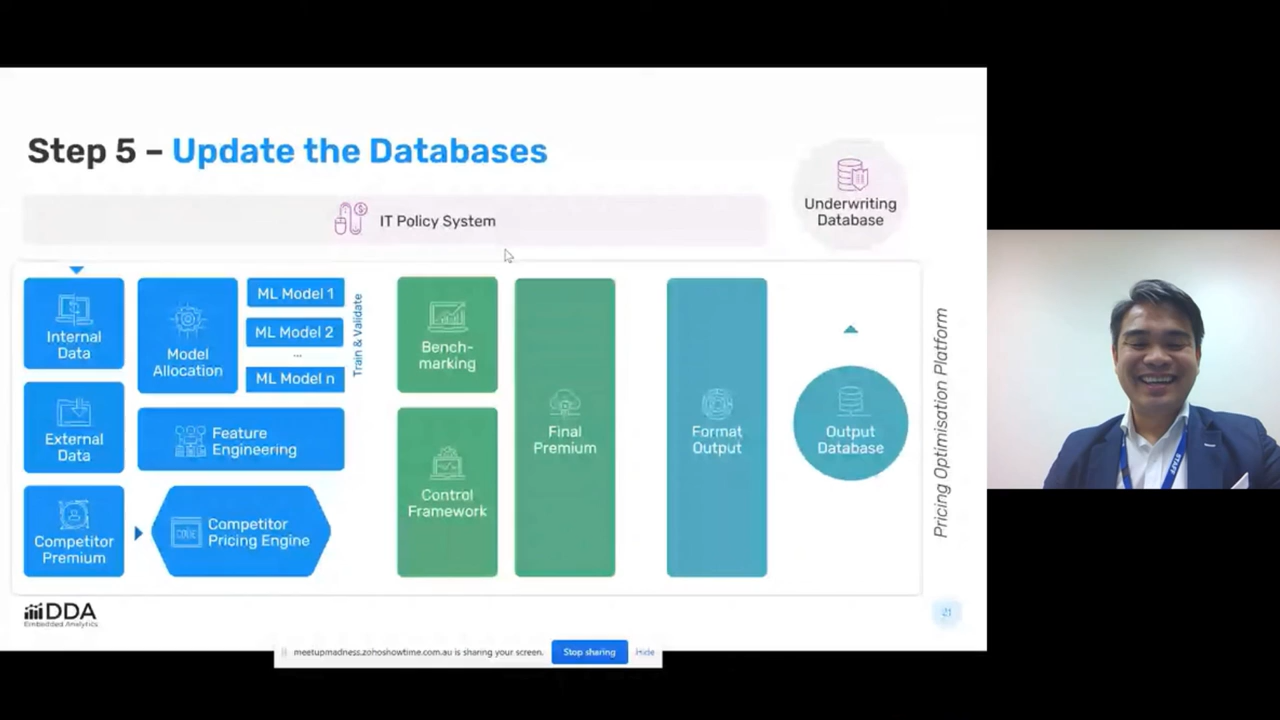 Step 5 – Update the Databases
IT Policy System
Underwriting
Database
Internal
Data
Model
Allocation
ML Model 1
ML Model 2
...
ML Model n
Train & Validate
Bench-
marking
Final
Premium
Format
Output
Output
Database
External
Data
Feature
Engineering
Control
Framework
Competitor
Premium
CODE
Competitor
Pricing Engine
Pricing Optimisation Platform
DDA
Embedded Analytics
21
meetupmadness.zohoshowtime.com.au is sharing your screen.
Stop sharing
Hide
STAFF